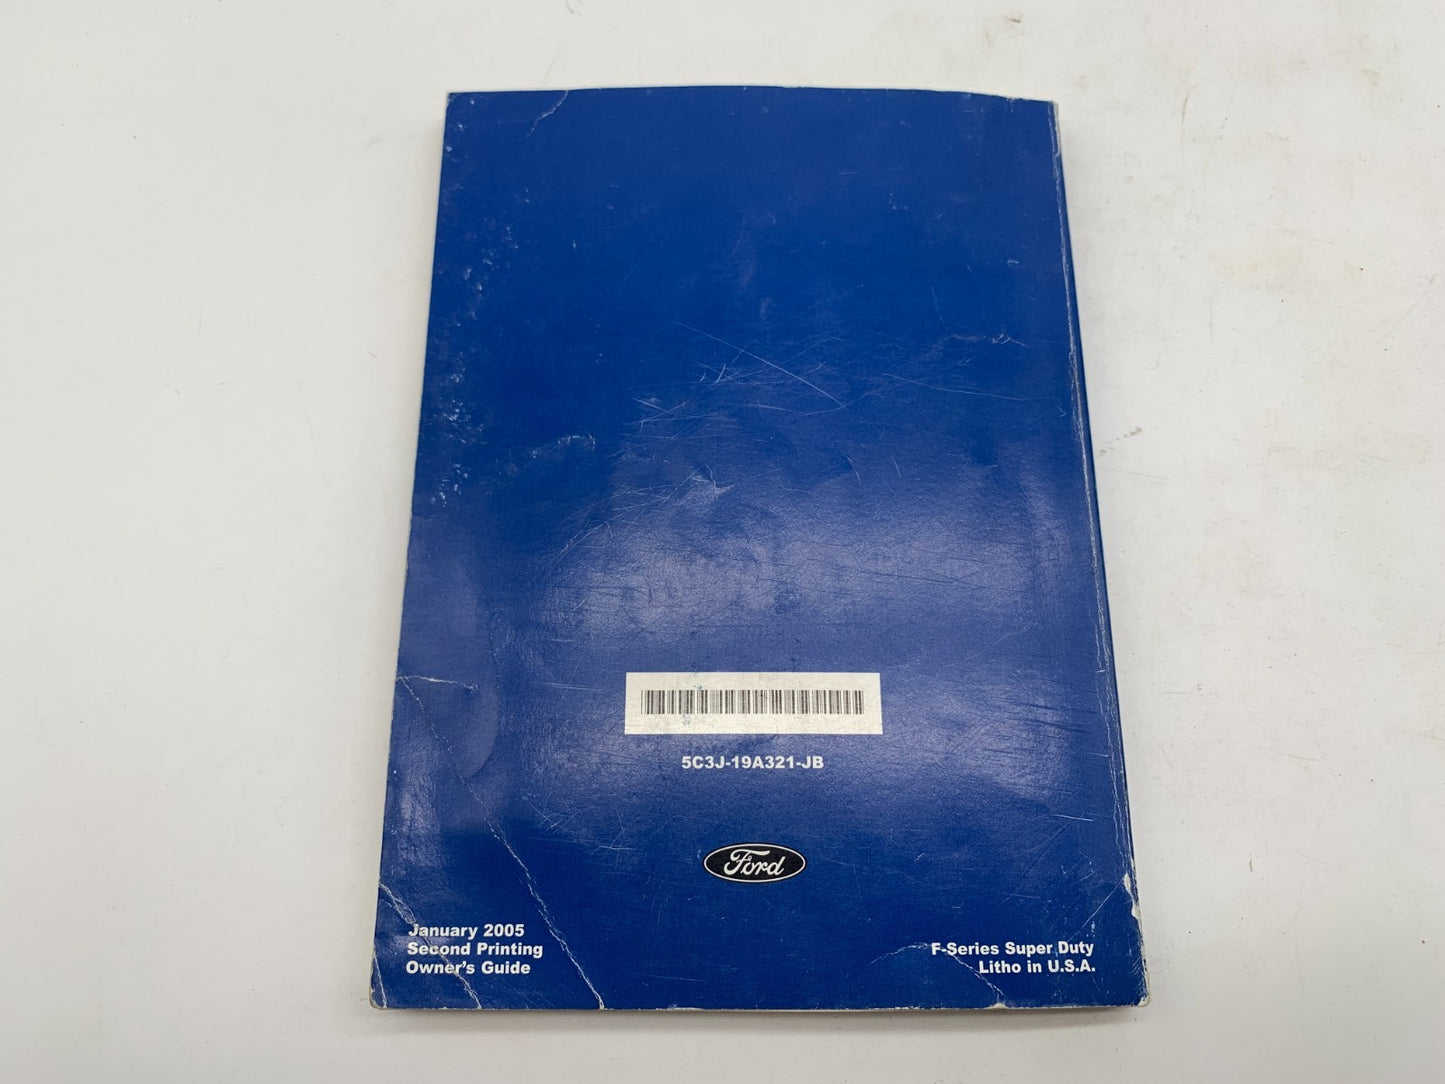 5C3J-19A321-JB
Ford
January 2005
Second Printing
Owner's Guide
F-Series Super Duty
Litho in U.S.A.